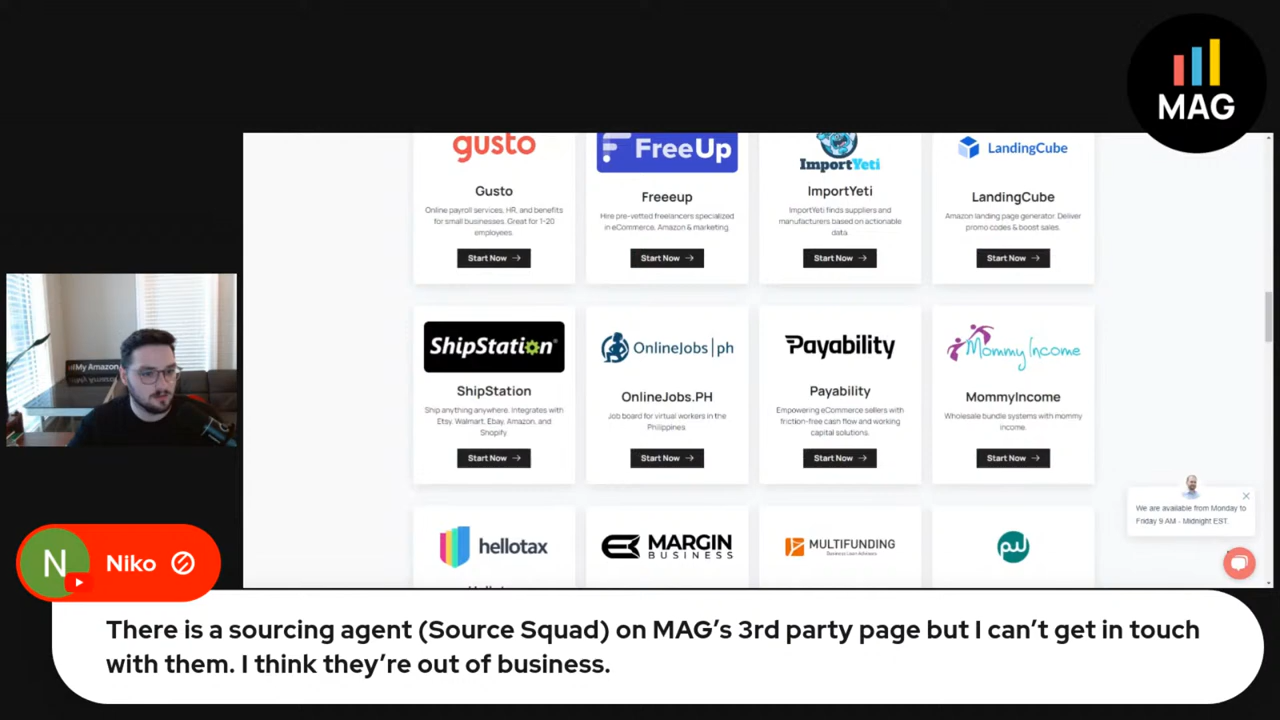 MAG
gusto
FreeUp
ImportYeti
LandingCube
Gusto
Freeeup
ImportYeti
LandingCube
Online payroll services, HR, and benefits
for small businesses. Great for 1-20
employees.
Hire pre-vetted freelancers specialized
in eCommerce, Amazon & marketing
ImportYeti finds suppliers and
manufacturers based on actionable
data.
Amazon landing page generator. Deliver
promo codes & boost sales.
Start Now →
Start Now →
Start Now →
Start Now →
ShipStation
OnlineJobs|ph
Payability
Mommy Income
ShipStation
OnlineJobs.PH
Payability
MommyIncome
Ship anything anywhere. Integrates with
Etsy, Walmart, Ebay, Amazon, and
Shopify.
Job board for virtual workers in the
Philippines.
Empowering eCommerce sellers with
friction-free cash flow and working
capital solutions.
Wholesale bundle systems with mommy
income.
Start Now →
Start Now →
Start Now →
Start Now →
We are available from Monday to
Friday 9 AM - Midnight EST.
hellotax
MARGIN
BUSINESS
MULTIFUNDING
My Amazon
N
Niko
There is a sourcing agent (Source Squad) on MAG’s 3rd party page but I can’t get in touch
with them. I think they’re out of business.